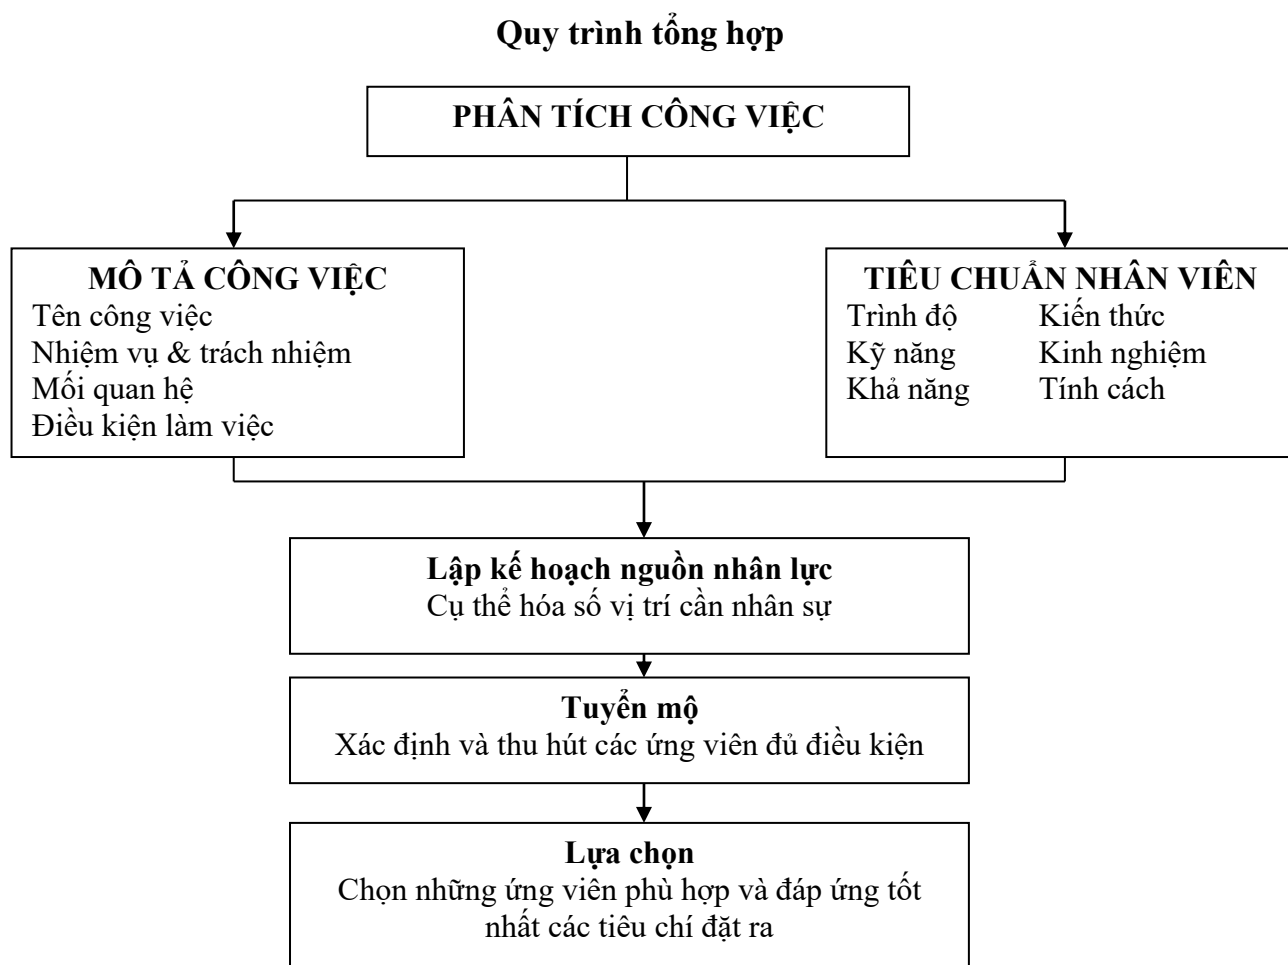 Quy trình tổng hợp
PHÂN TÍCH CÔNG VIỆC
MÔ TẢ CÔNG VIỆC
Tên công việc
Nhiệm vụ & trách nhiệm
Mối quan hệ
Điều kiện làm việc
TIÊU CHUẨN NHÂN VIÊN
Trình độ Kiến thức
Kỹ năng Kinh nghiệm
Khả năng Tính cách
Lập kế hoạch nguồn nhân lực
Cụ thể hóa số vị trí cần nhân sự
Tuyển mộ
Xác định và thu hút các ứng viên đủ điều kiện
Lựa chọn
Chọn những ứng viên phù hợp và đáp ứng tốt
nhất các tiêu chí đặt ra